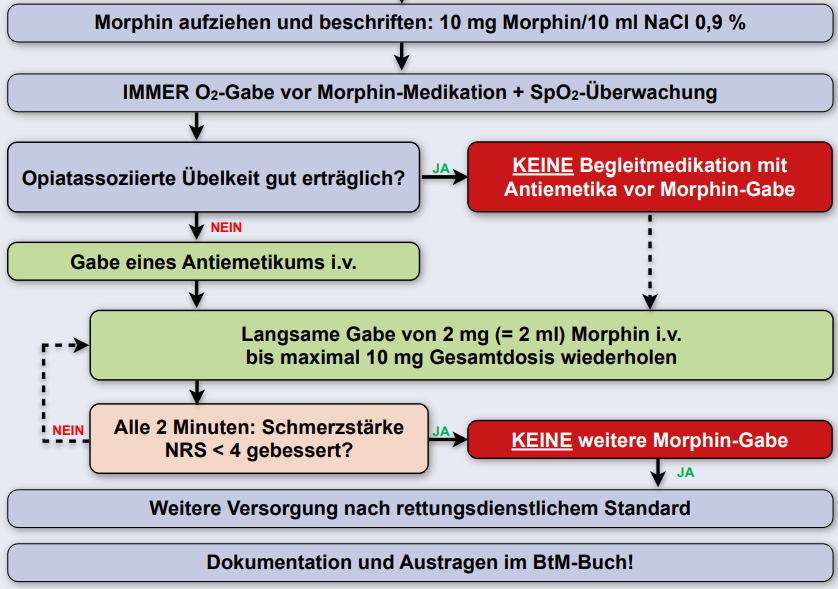 Morphin aufziehen und beschriften: 10 mg Morphin/10 ml NaCl 0,9 %
IMMER O₂-Gabe vor Morphin-Medikation + SpO₂-Überwachung
Opiatassoziierte Übelkeit gut erträglich?
JA
KEINE Begleitmedikation mit
Antiemetika vor Morphin-Gabe
NEIN
Gabe eines Antiemetikums i.v.
Langsame Gabe von 2 mg (= 2 ml) Morphin i.v.
bis maximal 10 mg Gesamtdosis wiederholen
NEIN
Alle 2 Minuten: Schmerzstärke
NRS < 4 gebessert?
JA
KEINE weitere Morphin-Gabe
JA
Weitere Versorgung nach rettungsdienstlichem Standard
Dokumentation und Austragen im BtM-Buch!